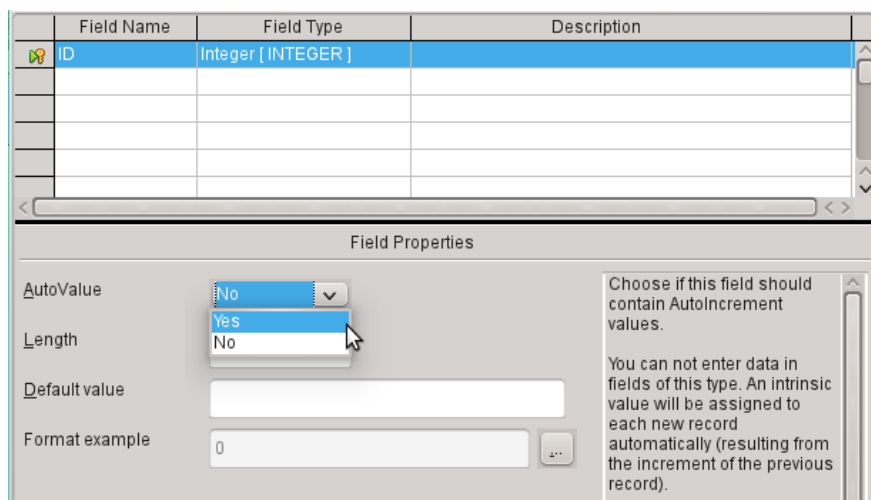 Field Name Field Type Description
ID Integer [ INTEGER ]
Field Properties
AutoValue No
Yes
No
Length
Default value
Format example 0 ...
Choose if this field should
contain AutoIncrement
values.
You can not enter data in
fields of this type. An intrinsic
value will be assigned to
each new record
automatically (resulting from
the increment of the previous
record).